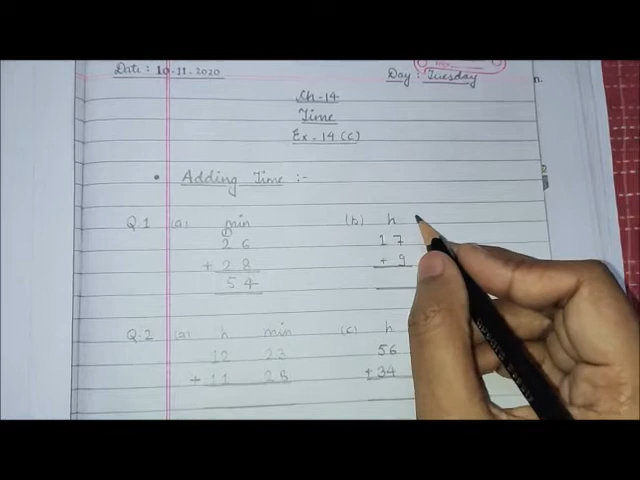 Date : 10-11-2020 Day : Tuesday
Ch-14
Time
Ex - 14 (c)
• Adding Time :-
Q.1 (a) min (b) h
1
2 6 1 7
+ 2 8 + 9
5 4
Q.2 (a) h min (c) h
12 23 56
+ 11 28 +34